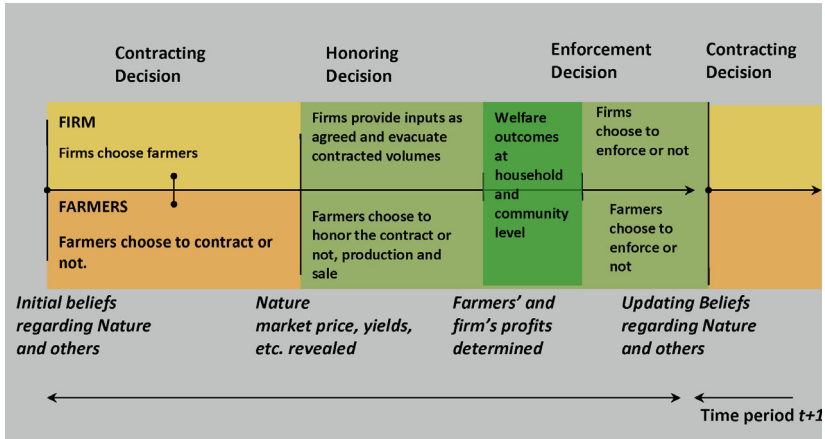 Contracting
Decision
Honoring
Decision
Enforcement
Decision
Contracting
Decision
FIRM
Firms choose farmers
Firms provide inputs as
agreed and evacuate
contracted volumes
Welfare
outcomes
at
household
and
community
level
Firms
choose to
enforce or not
FARMERS
Farmers choose to contract or
not.
Farmers choose to
honor the contract or
not, production and
sale
Farmers
choose to
enforce or
not
Initial beliefs
regarding Nature
and others
Nature
market price, yields,
etc. revealed
Farmers’ and
firm’s profits
determined
Updating Beliefs
regarding Nature
and others
Time period t+1